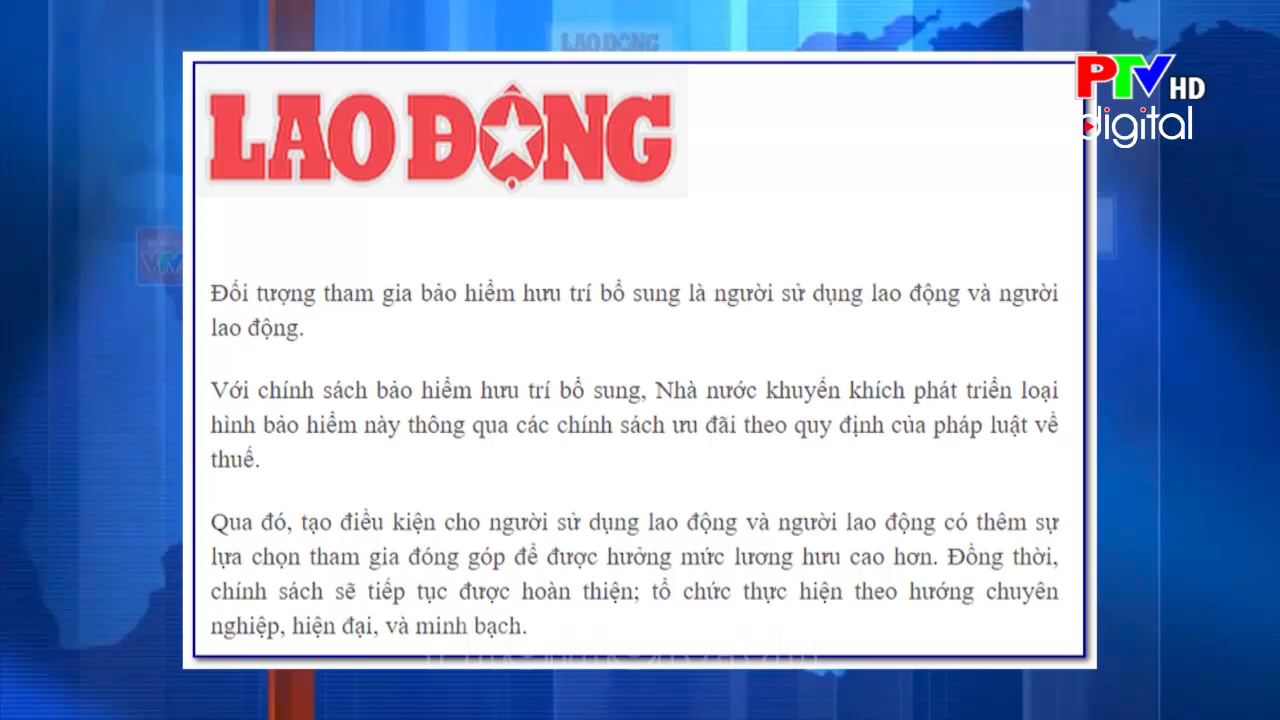 LAO ĐỘNG
PTV HD
digital
LAO ĐỘNG
VTV
Đối tượng tham gia bảo hiểm hưu trí bổ sung là người sử dụng lao động và người
lao động.
Với chính sách bảo hiểm hưu trí bổ sung, Nhà nước khuyển khích phát triển loại
hình bảo hiểm này thông qua các chính sách ưu đãi theo quy định của pháp luật về
thuế.
Qua đó, tạo điều kiện cho người sử dụng lao động và người lao động có thêm sự
lựa chọn tham gia đóng góp để được hưởng mức lương hưu cao hơn. Đồng thời,
chính sách sẽ tiếp tục được hoàn thiện; tổ chức thực hiện theo hướng chuyên
nghiệp, hiện đại, và minh bạch.